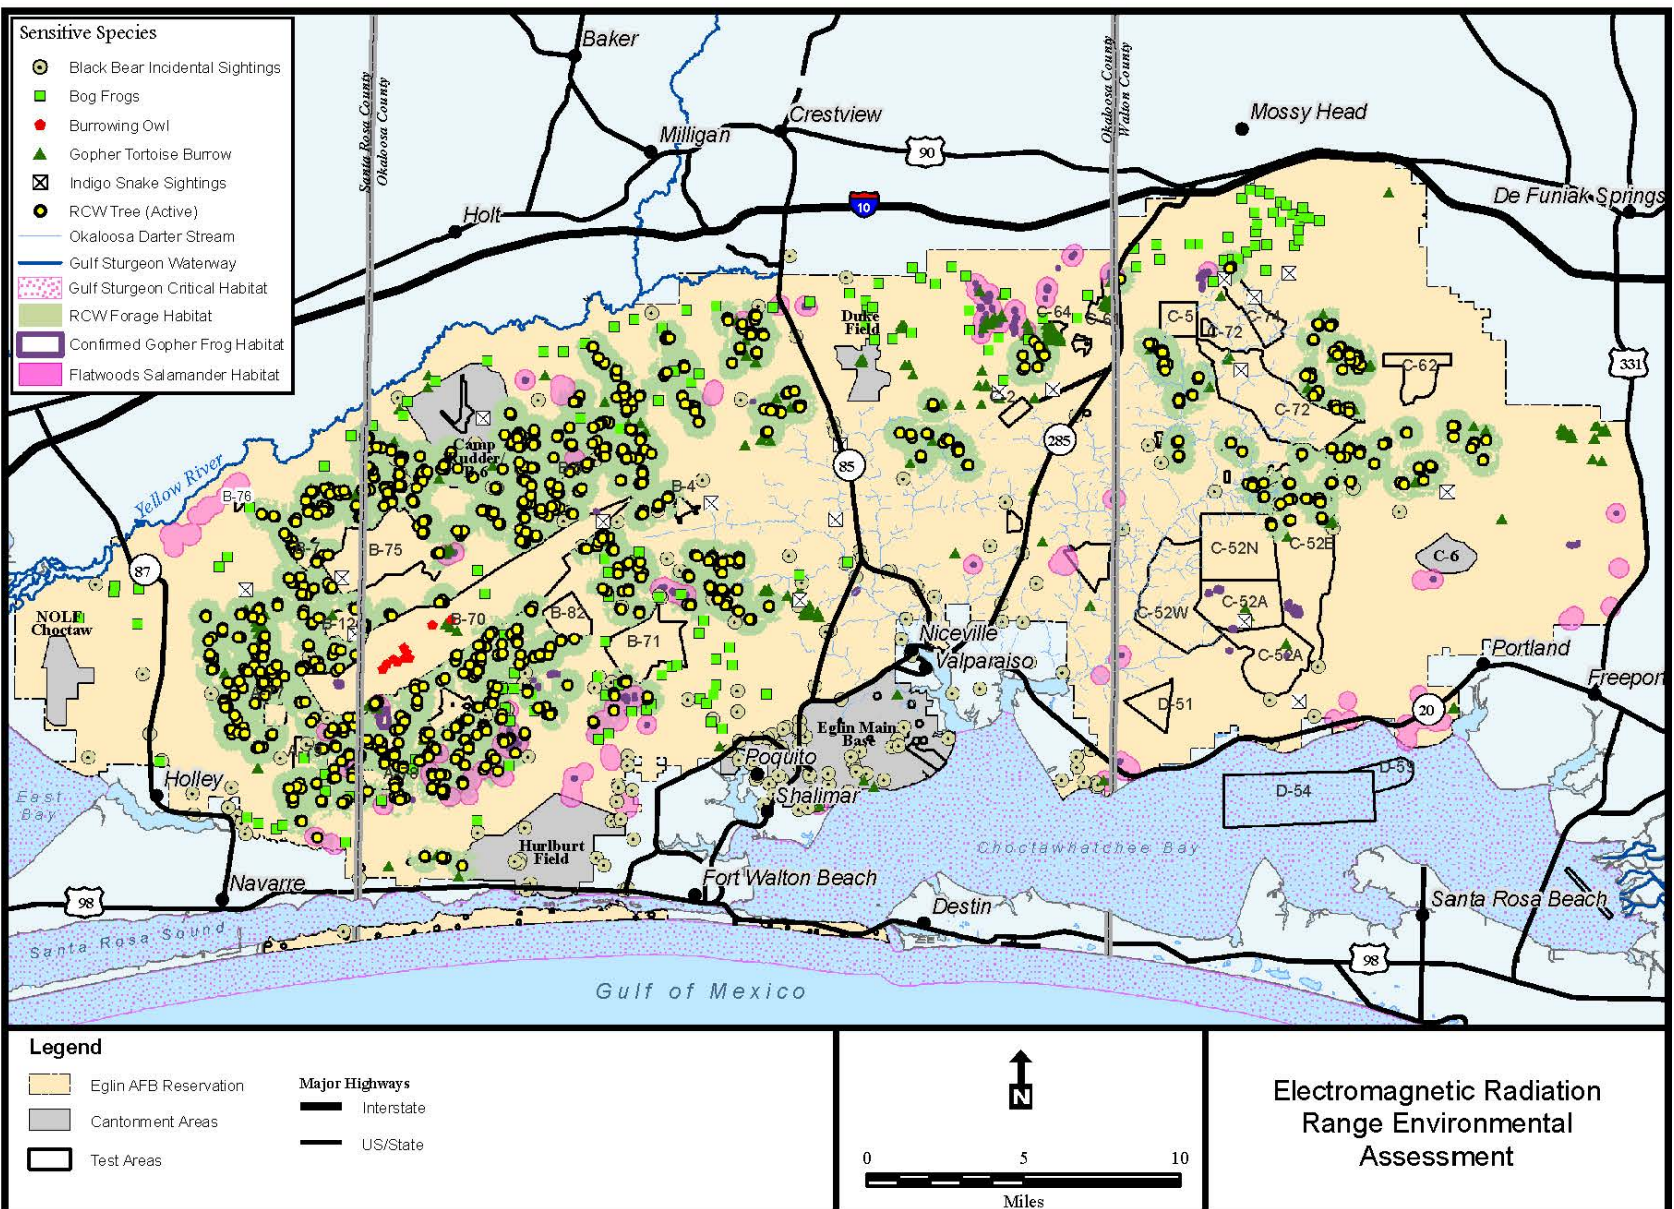 Sensitive Species
Black Bear Incidental Sightings
Bog Frogs
Burrowing Owl
Gopher Tortoise Burrow
Indigo Snake Sightings
RCW Tree (Active)
Okaloosa Darter Stream
Gulf Sturgeon Waterway
Gulf Sturgeon Critical Habitat
RCW Forage Habitat
Confirmed Gopher Frog Habitat
Flatwoods Salamander Habitat
Santa Rosa County
Okaloosa County
Okaloosa County
Walton County
Baker
Crestview
Milligan
Mossy Head
90
10
Holt
De Funiak Springs
331
Duke
Field
C-64
C-5
C-72
C-74
C-62
C-2
C-72
285
85
Camp
Rudder
B-6
Yellow River
B-76
B-4
B-75
B-7
87
C-52N
C-52E
C-6
NOLF
Choctaw
B-12
B-70
B-82
B-71
C-52W
C-52A
C-52A
Niceville
Valparaiso
Portland
Freeport
D-51
20
Eglin Main
Base
Poquito
Shalimar
Holley
East
Bay
D-54
D-59
Hurlburt
Field
Choctawhatchee Bay
Navarre
Fort Walton Beach
98
Destin
Santa Rosa Beach
Santa Rosa Sound
98
Gulf of Mexico
Legend
Eglin AFB Reservation
Cantonment Areas
Test Areas
Major Highways
Interstate
US/State
N
0 5 10
Miles
Electromagnetic Radiation
Range Environmental
Assessment